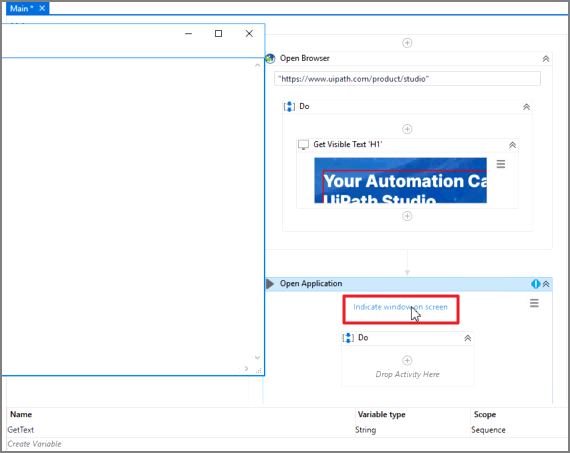 Main *
Open Browser
"https://www.uipath.com/product/studio"
Do
Get Visible Text 'H1'
Your Automation Ca
UiPath Studio
Open Application
Indicate window on screen
Do
Drop Activity Here
Name Variable type Scope
GetText String Sequence
Create Variable